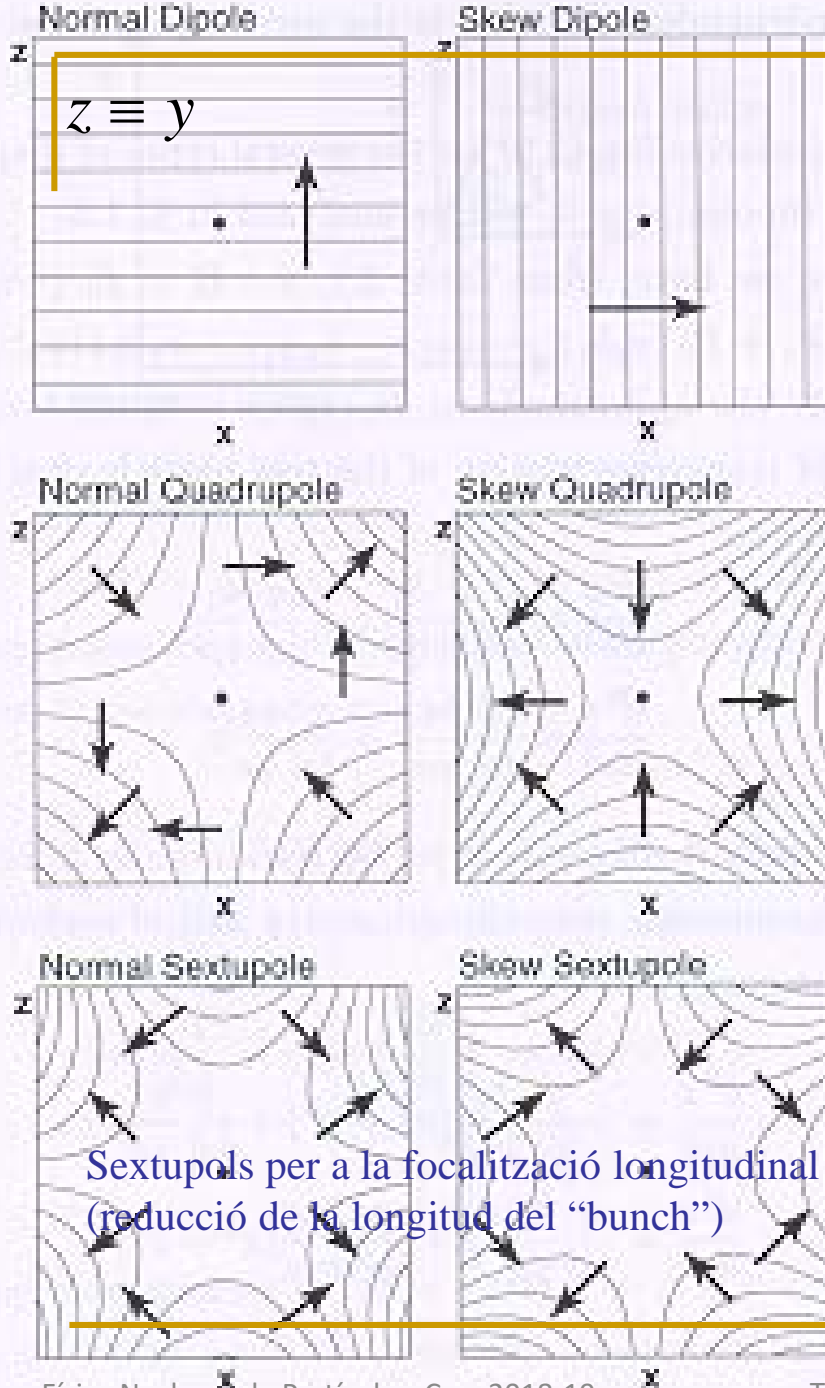 Normal Dipole
Skew Dipole
z
z
z ≡ y
x
x
Normal Quadrupole
Skew Quadrupole
z
z
x
x
Normal Sextupole
Skew Sextupole
z
z
Sextupols per a la focalització longitudinal
(reducció de la longitud del “bunch”)
x
x